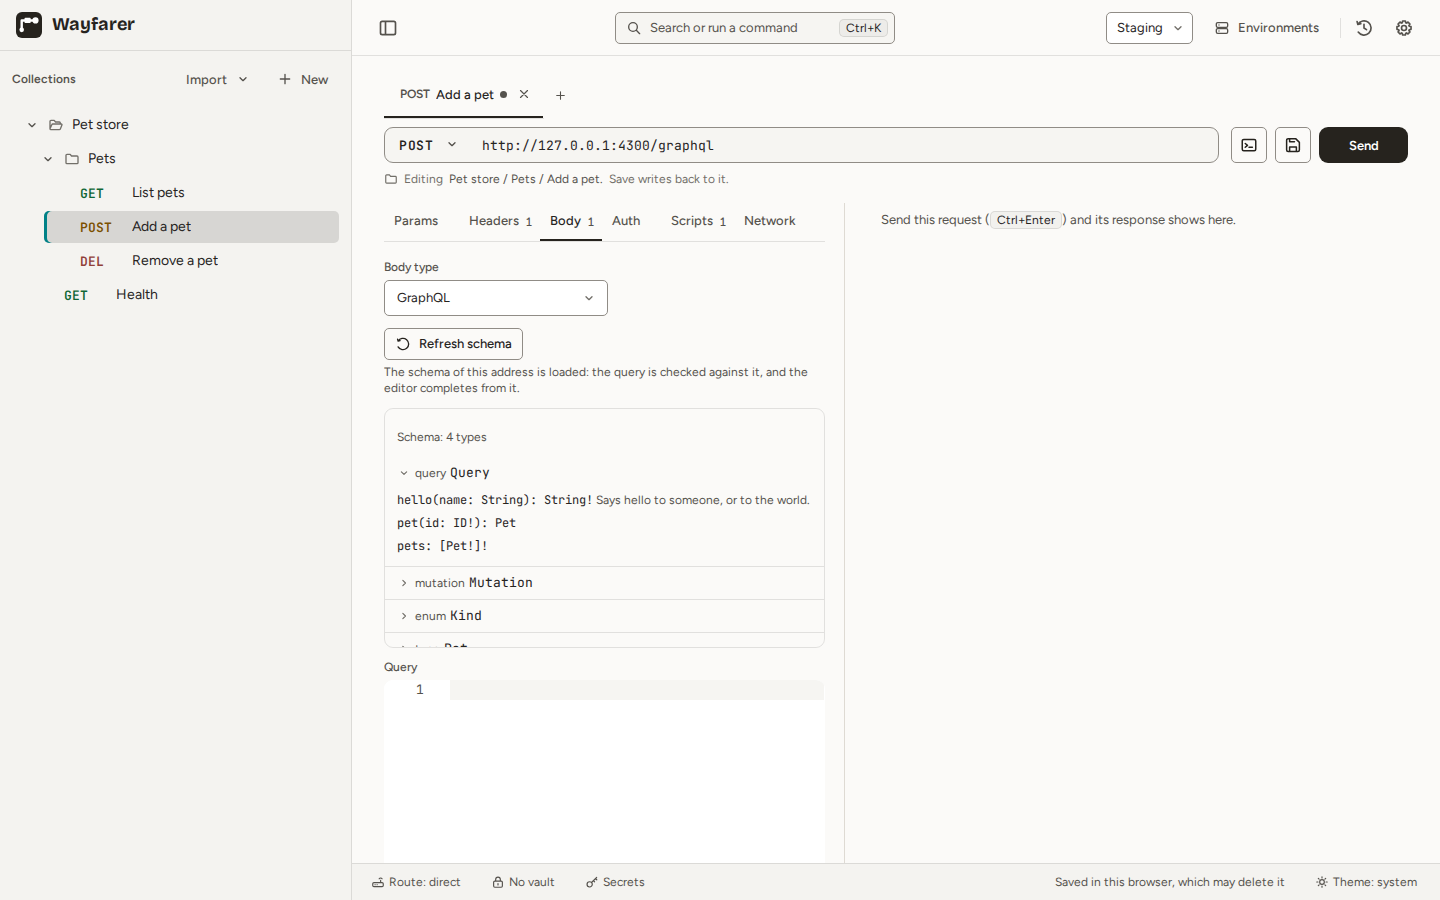 Wayfarer
Search or run a command Ctrl+K
Staging
Environments
Collections Import New
Pet store
Pets
GET List pets
POST Add a pet
DEL Remove a pet
GET Health
POST Add a pet
POST http://127.0.0.1:4300/graphql
Send
Editing Pet store / Pets / Add a pet. Save writes back to it.
Params Headers 1 Body 1 Auth Scripts 1 Network
Body type
GraphQL
Refresh schema
The schema of this address is loaded: the query is checked against it, and the
editor completes from it.
Schema: 4 types
query Query
hello(name: String): String! Says hello to someone, or to the world.
pet(id: ID!): Pet
pets: [Pet!]!
mutation Mutation
enum Kind
Query
1
Send this request (Ctrl+Enter) and its response shows here.
Route: direct No vault Secrets
Saved in this browser, which may delete it Theme: system